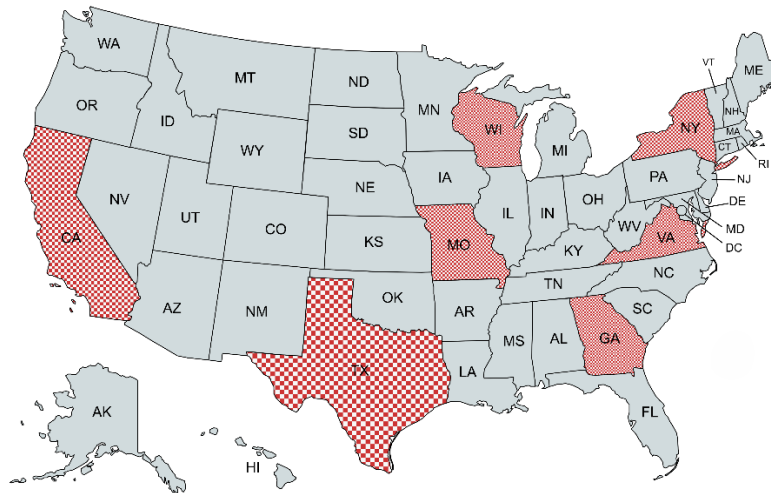 WA
MT
ND
MN
VT
ME
OR
ID
SD
WI
NY
NH
MA
WY
MI
CT
RI
IA
PA
NJ
NE
NV
OH
DE
UT
IL
IN
CA
CO
WV
MD
VA
KS
MO
KY
DC
NC
TN
OK
AZ
NM
AR
SC
MS
AL
GA
TX
LA
FL
AK
HI